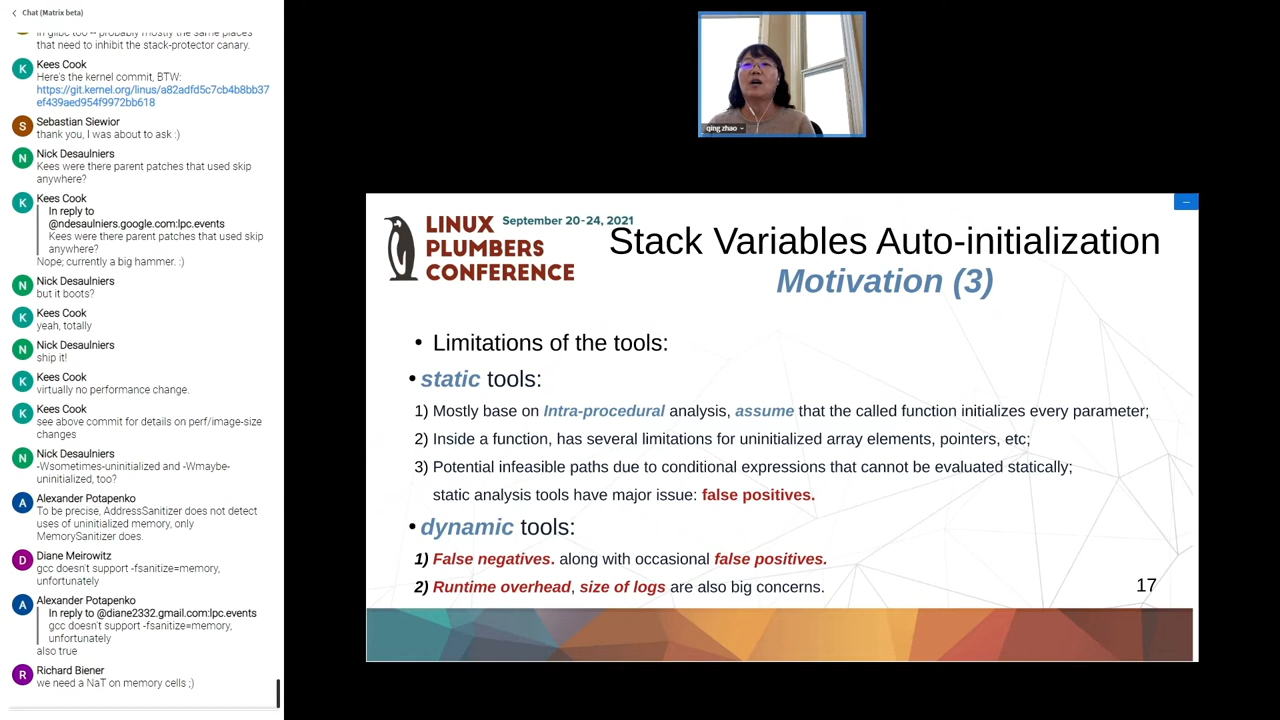 Chat (Matrix beta)
in glibc too -- probably mostly the same places
that need to inhibit the stack-protector canary.
K
Kees Cook
Here's the kernel commit, BTW:
https://git.kernel.org/linus/a82adfd5c7cb4b8bb37
ef439aed954f9972bb618
S
Sebastian Siewior
thank you, I was about to ask :)
N
Nick Desaulniers
Kees were there parent patches that used skip
anywhere?
K
Kees Cook
In reply to
@ndesaulniers.google.com:lpc.events
Kees were there parent patches that used skip
anywhere?
Nope; currently a big hammer. :)
N
Nick Desaulniers
but it boots?
K
Kees Cook
yeah, totally
N
Nick Desaulniers
ship it!
K
Kees Cook
virtually no performance change.
K
Kees Cook
see above commit for details on perf/image-size
changes
N
Nick Desaulniers
-Wsometimes-uninitialized and -Wmaybe-
uninitialized, too?
A
Alexander Potapenko
To be precise, AddressSanitizer does not detect
uses of uninitialized memory, only
MemorySanitizer does.
D
Diane Meirowitz
gcc doesn't support -fsanitize=memory,
unfortunately
A
Alexander Potapenko
In reply to @diane2332.gmail.com:lpc.events
gcc doesn't support -fsanitize=memory,
unfortunately
also true
R
Richard Biener
we need a NaT on memory cells ;)
qing zhao
LINUX
PLUMBERS
CONFERENCE
September 20-24, 2021
Stack Variables Auto-initialization
Motivation (3)
• Limitations of the tools:
• static tools:
1) Mostly base on Intra-procedural analysis, assume that the called function initializes every parameter;
2) Inside a function, has several limitations for uninitialized array elements, pointers, etc;
3) Potential infeasible paths due to conditional expressions that cannot be evaluated statically;
static analysis tools have major issue: false positives.
• dynamic tools:
1) False negatives. along with occasional false positives.
2) Runtime overhead, size of logs are also big concerns.
17